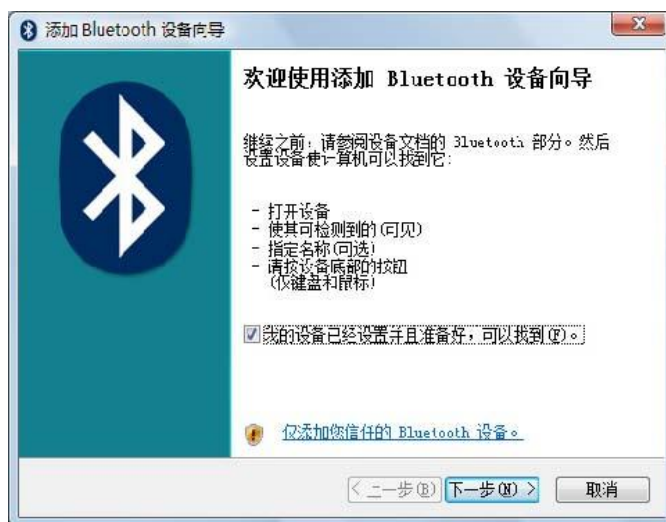 添加 Bluetooth 设备向导
欢迎使用添加 Bluetooth 设备向导
继续之前，请参阅设备文档的 Bluetooth 部分。然后
设置设备使计算机可以找到它:
- 打开设备
- 使其可检测到的(可见)
- 指定名称(可选)
- 请按设备底部的按钮
(仅键盘和鼠标)
我的设备已经设置并且准备好，可以找到(F)。
仅添加您信任的 Bluetooth 设备。
< 上一步(B)
下一步(N) >
取消